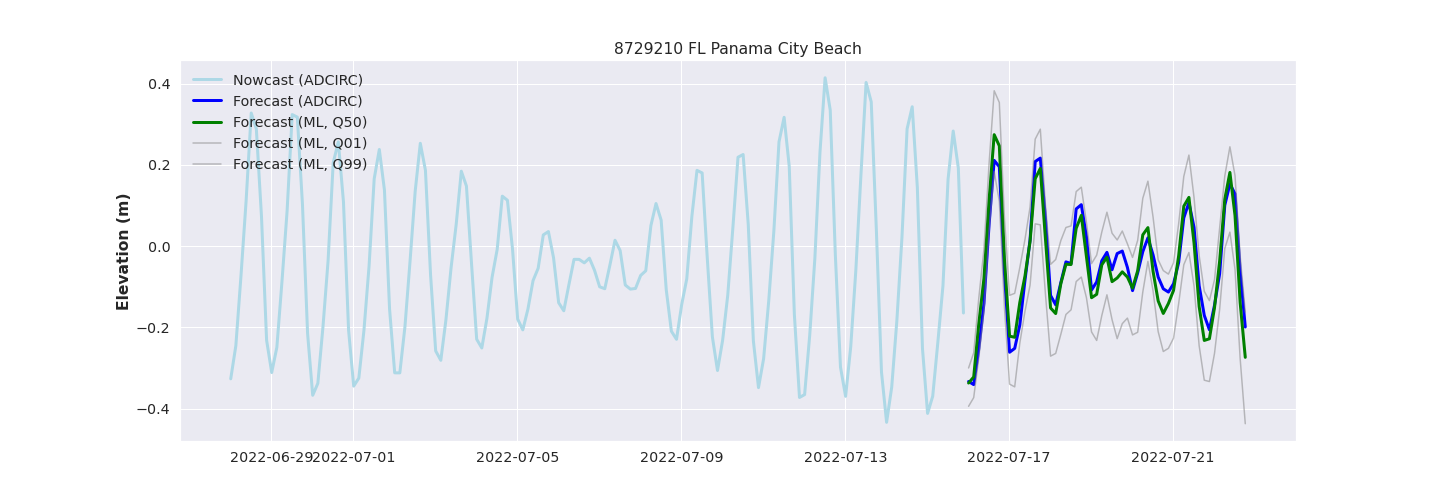 8729210 FL Panama City Beach
Nowcast (ADCIRC)
Forecast (ADCIRC)
Forecast (ML, Q50)
Forecast (ML, Q01)
Forecast (ML, Q99)
Elevation (m)
0.4
0.2
0.0
−0.2
−0.4
2022-06-29 2022-07-01 2022-07-05 2022-07-09 2022-07-13 2022-07-17 2022-07-21